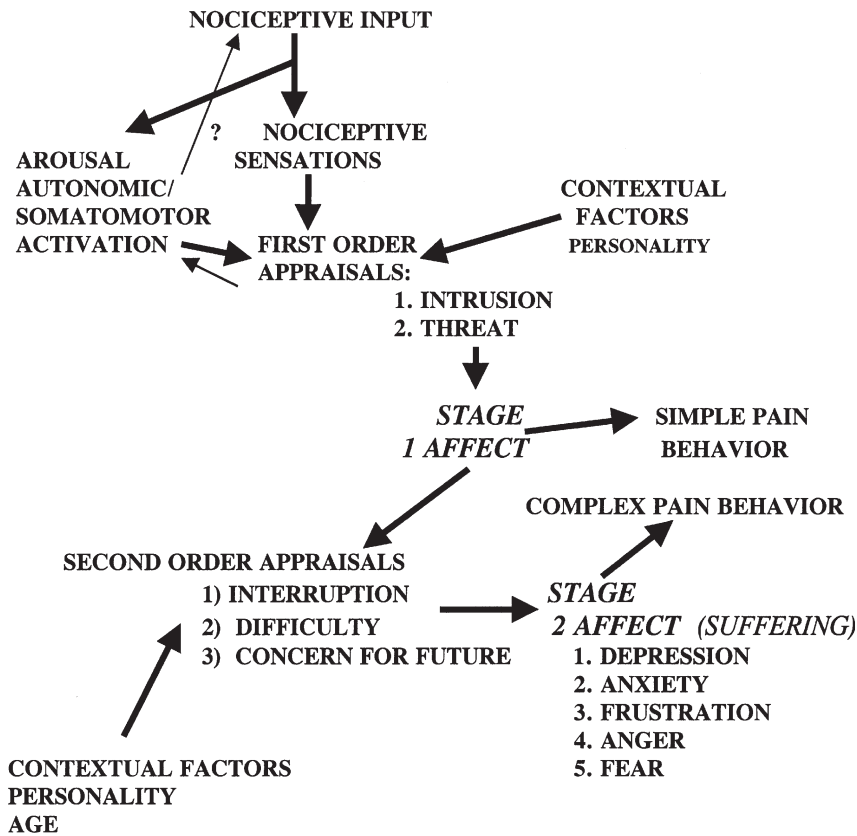 NOCICEPTIVE INPUT
?
NOCICEPTIVE
SENSATIONS
AROUSAL
AUTONOMIC/
SOMATOMOTOR
ACTIVATION
CONTEXTUAL
FACTORS
PERSONALITY
FIRST ORDER
APPRAISALS:
1. INTRUSION
2. THREAT
STAGE
1 AFFECT
SIMPLE PAIN
BEHAVIOR
COMPLEX PAIN BEHAVIOR
SECOND ORDER APPRAISALS
1) INTERRUPTION
2) DIFFICULTY
3) CONCERN FOR FUTURE
STAGE
2 AFFECT (SUFFERING)
1. DEPRESSION
2. ANXIETY
3. FRUSTRATION
4. ANGER
5. FEAR
CONTEXTUAL FACTORS
PERSONALITY
AGE